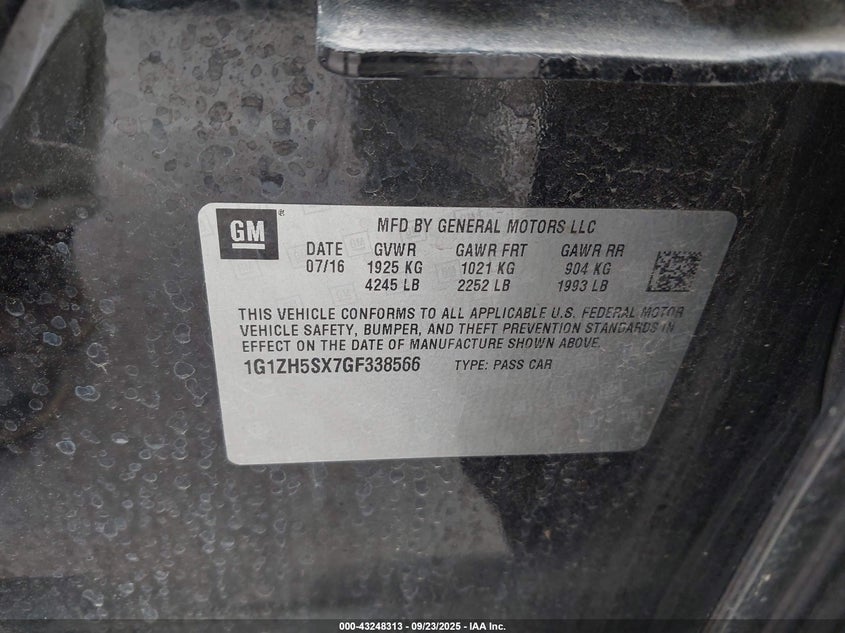 GM ® MFD BY GENERAL MOTORS LLC
DATE GVWR GAWR FRT GAWR RR
07/16 1925 KG 1021 KG 904 KG
4245 LB 2252 LB 1993 LB
THIS VEHICLE CONFORMS TO ALL APPLICABLE U.S. FEDERAL MOTOR
VEHICLE SAFETY, BUMPER, AND THEFT PREVENTION STANDARDS IN
EFFECT ON THE DATE OF MANUFACTURE SHOWN ABOVE.
1G1ZH5SX7GF338566 TYPE: PASS CAR
000-43248313 - 09/23/2025 - IAA Inc.